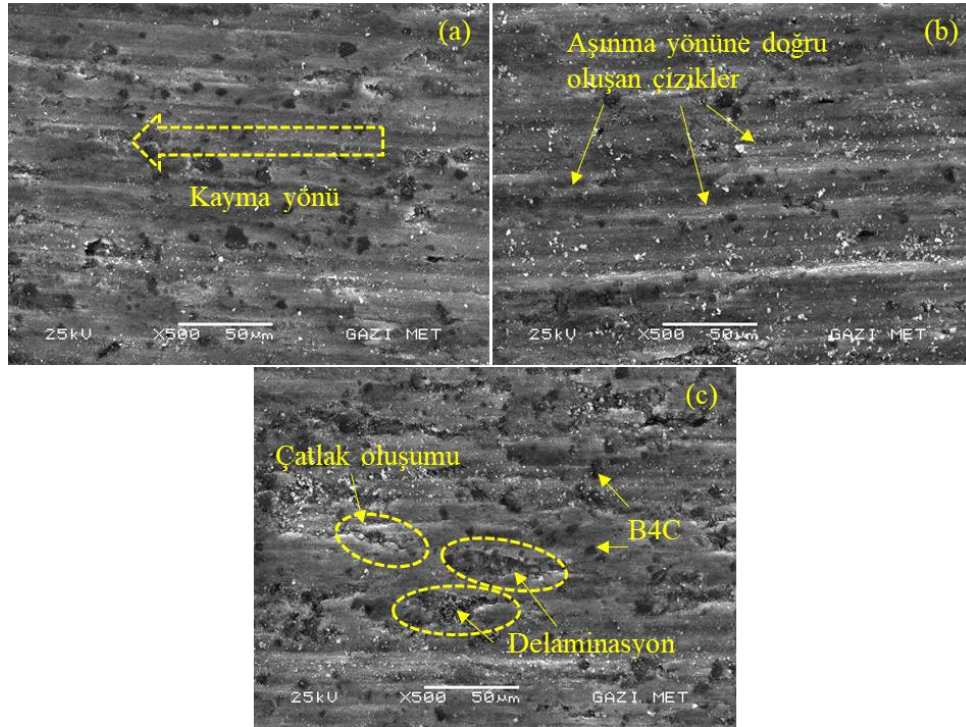 (a)
Kayma yönü
25kV X500 50µm GAZI MET
(b)
Aşınma yönüne doğru
oluşan çizikler
25kV X500 50µm GAZI MET
(c)
Çatlak oluşumu
B4C
Delaminasyon
25kV X500 50µm GAZI MET